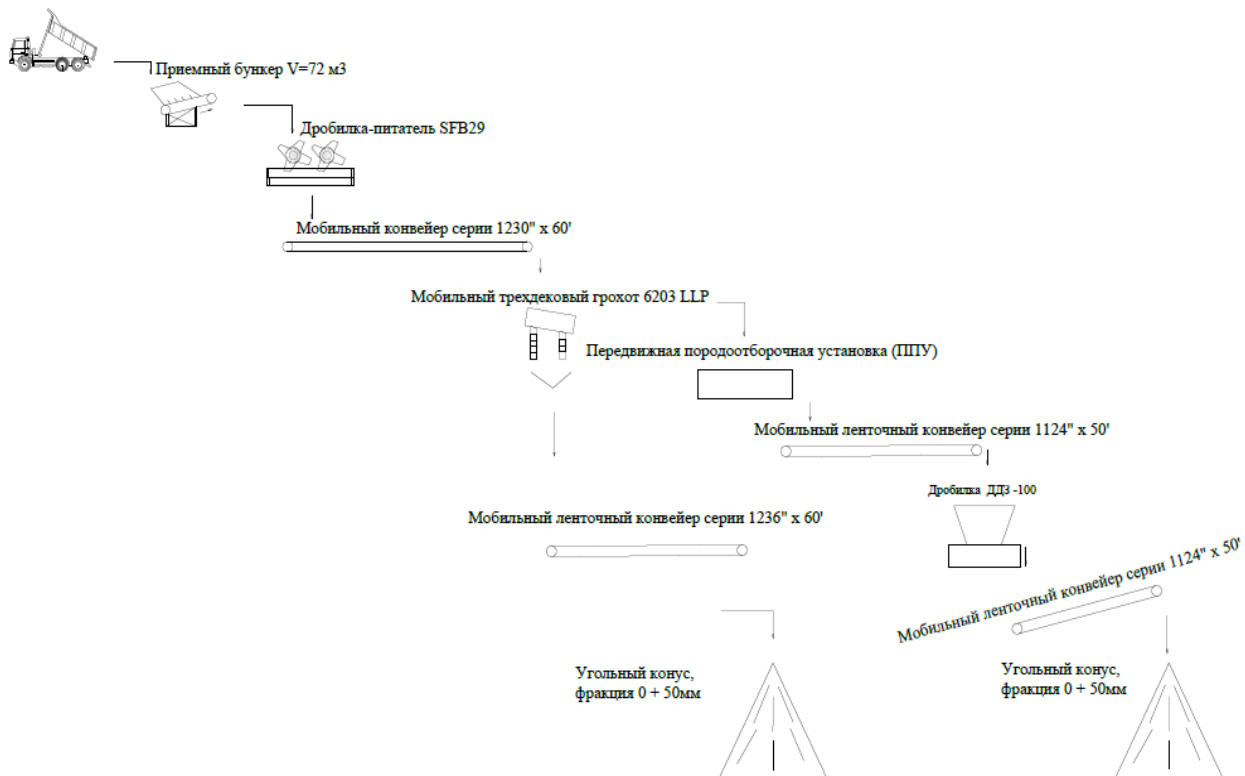 Приемный бункер V=72 м3
Дробилка-питатель SFB29
Мобильный конвейер серии 1230" x 60'
Мобильный трехдековый грохот 6203 LLP
Передвижная породоотборочная установка (ППУ)
Мобильный ленточный конвейер серии 1124" x 50'
Дробилка ДДЗ -100
Мобильный ленточный конвейер серии 1236" x 60'
Мобильный ленточный конвейер серии 1124" x 50'
Угольный конус,
фракция 0 + 50мм
Угольный конус,
фракция 0 + 50мм